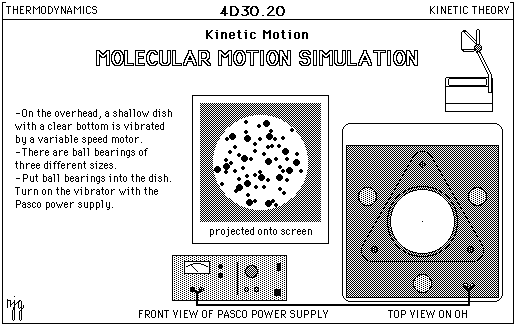 THERMODYNAMICS
4D30.20
KINETIC THEORY
Kinetic Motion
MOLECULAR MOTION SIMULATION
-On the overhead, a shallow dish
with a clear bottom is vibrated
by a variable speed motor.
-There are ball bearings of
three different sizes.
-Put ball bearings into the dish.
Turn on the vibrator with the
Pasco power supply.
projected onto screen
njg
FRONT VIEW OF PASCO POWER SUPPLY
TOP VIEW ON OH